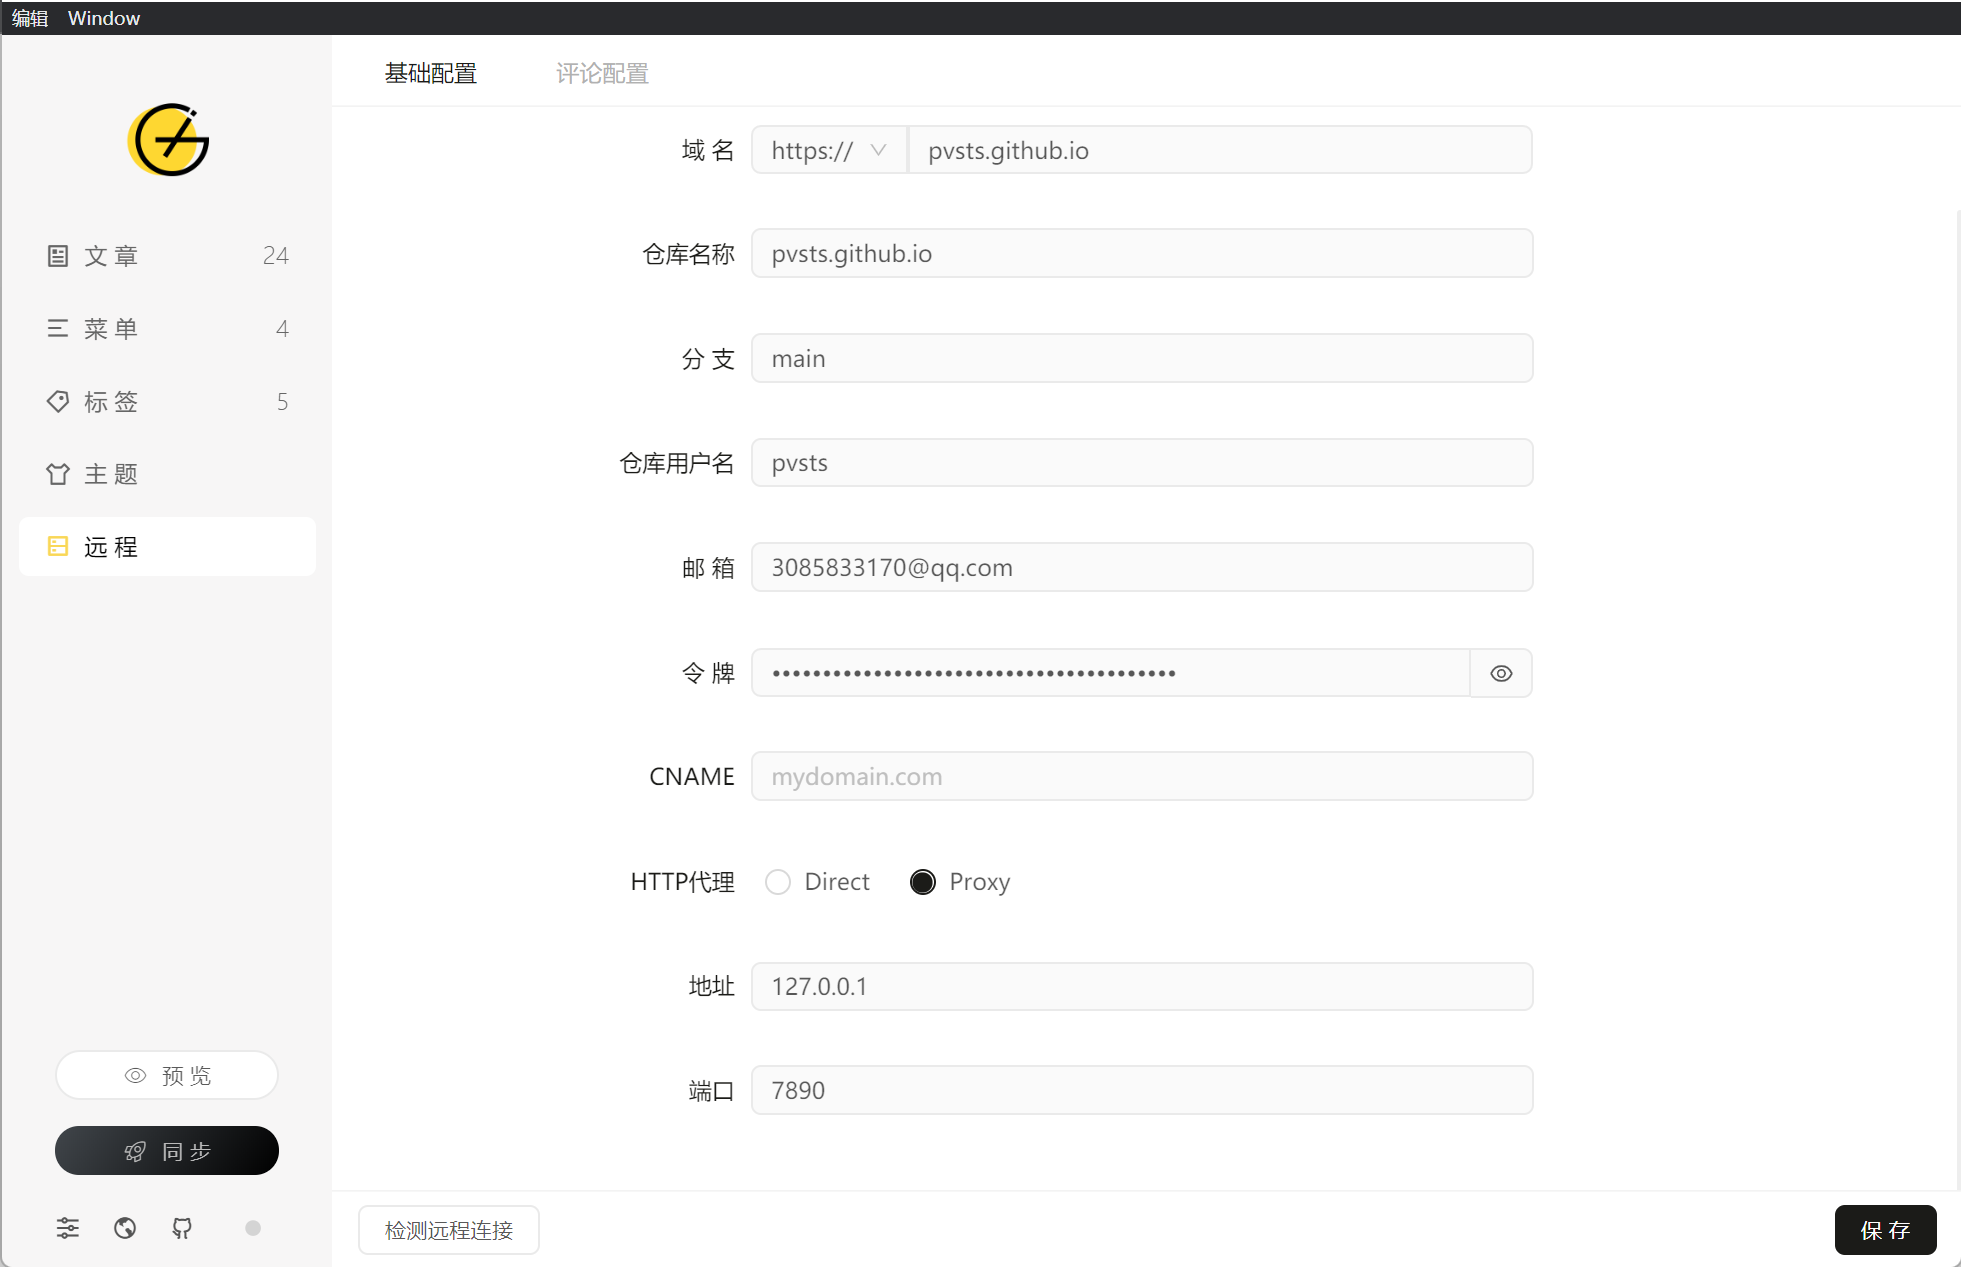 编辑 Window
基础配置 评论配置
文章 24
菜单 4
标签 5
主题
远程
预览
同步
域名 https:// pvsts.github.io
仓库名称 pvsts.github.io
分支 main
仓库用户名 pvsts
邮箱 3085833170@qq.com
令牌 ••••••••••••••••••••••••••••••••••••••••
CNAME mydomain.com
HTTP代理 Direct Proxy
地址 127.0.0.1
端口 7890
检测远程连接 保存